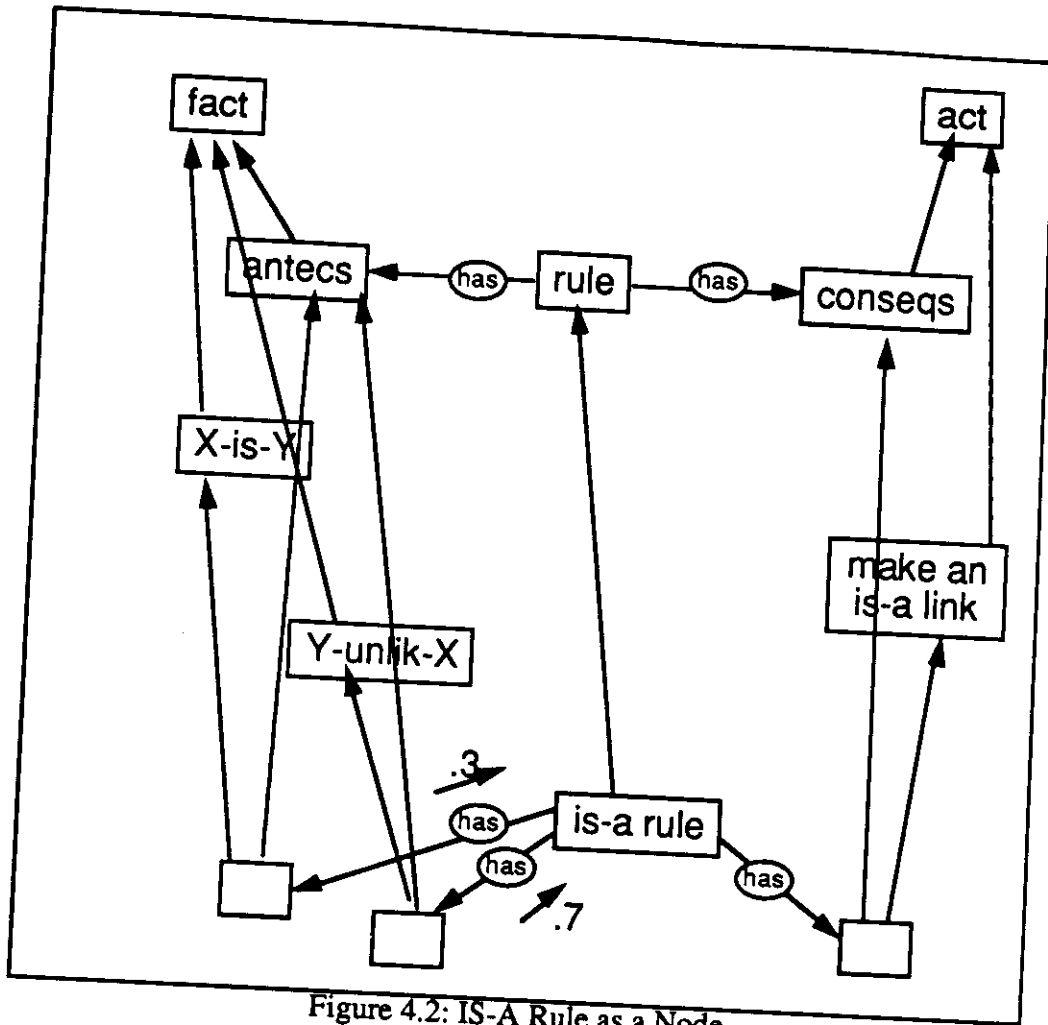 fact
act
antecs
has
rule
has
conseqs
X-is-Y
make an
is-a link
Y-unlik-X
.3
has
is-a rule
has
has
.7
Figure 4.2: IS-A Rule as a Node